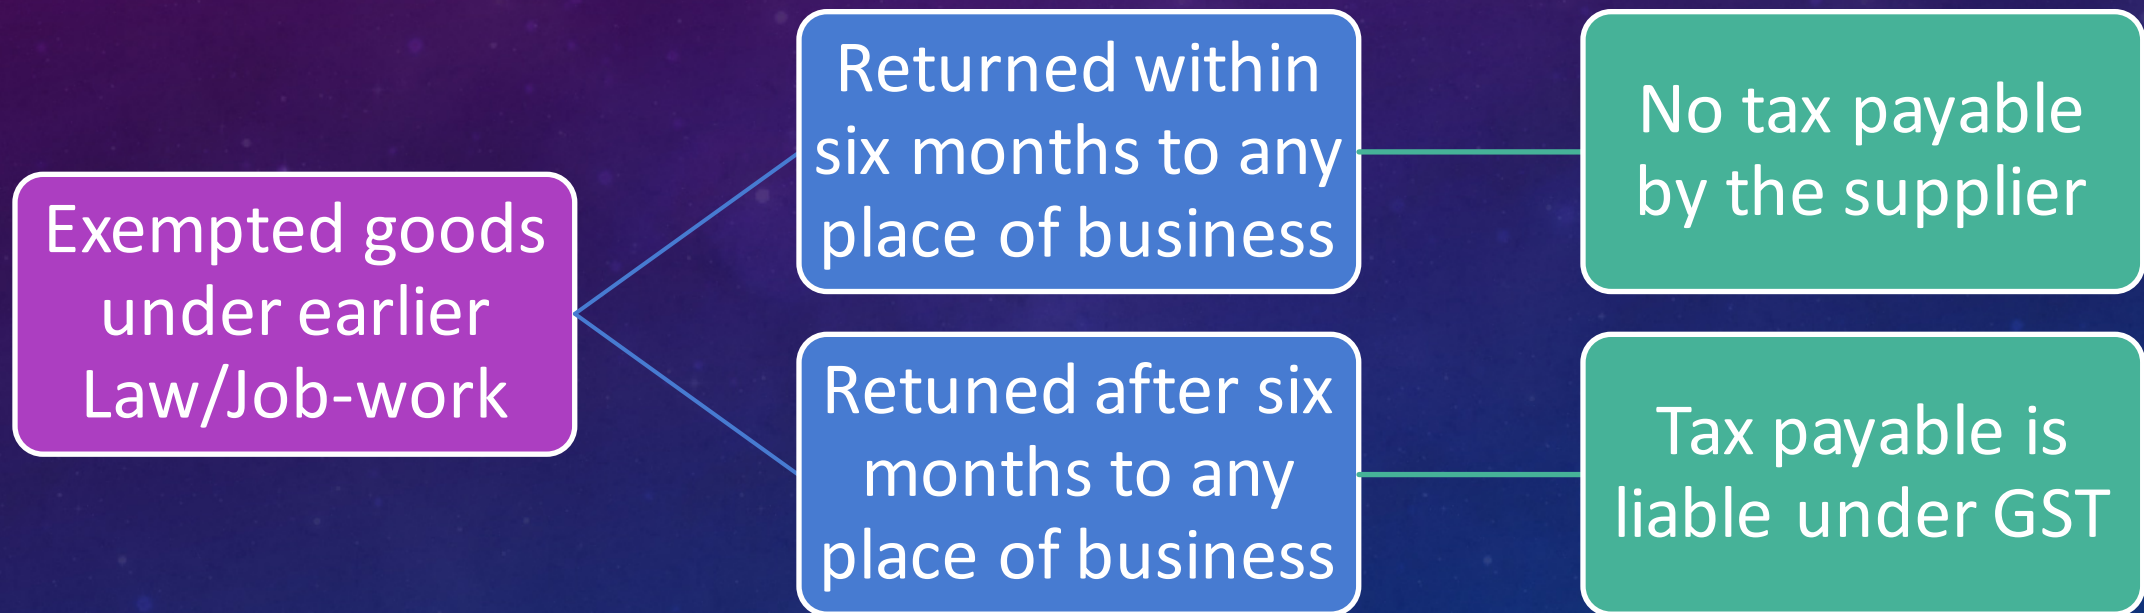 Exempted goods
under earlier
Law/Job-work
Returned within
six months to any
place of business
No tax payable
by the supplier
Retuned after six
months to any
place of business
Tax payable is
liable under GST